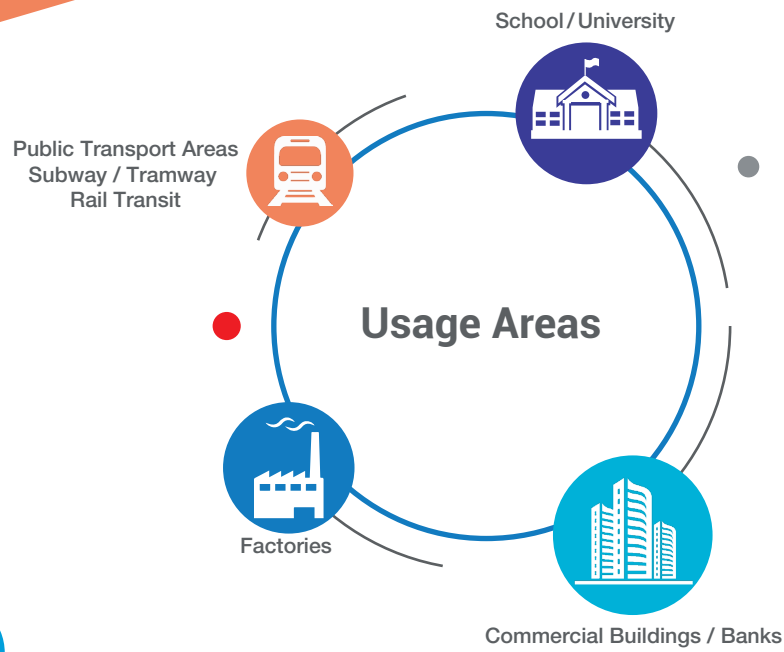 School/University
Public Transport Areas
Subway / Tramway
Rail Transit
Usage Areas
Factories
Commercial Buildings / Banks